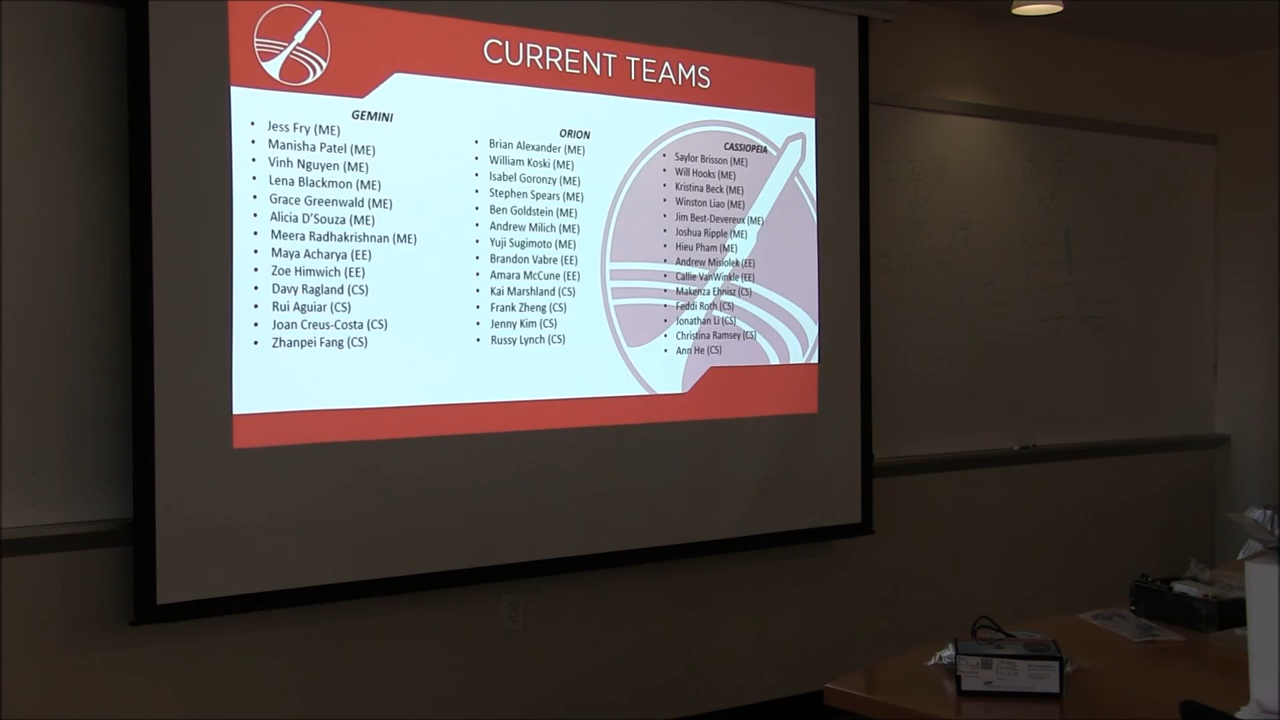 CURRENT TEAMS
GEMINI
• Jess Fry (ME)
• Manisha Patel (ME)
• Vinh Nguyen (ME)
• Lena Blackmon (ME)
• Grace Greenwald (ME)
• Alicia D'Souza (ME)
• Meera Radhakrishnan (ME)
• Maya Acharya (EE)
• Zoe Himwich (EE)
• Davy Ragland (CS)
• Rui Aguiar (CS)
• Joan Creus-Costa (CS)
• Zhanpei Fang (CS)
ORION
• Brian Alexander (ME)
• William Koski (ME)
• Isabel Goronzy (ME)
• Stephen Spears (ME)
• Ben Goldstein (ME)
• Andrew Milich (ME)
• Yuji Sugimoto (ME)
• Brandon Vabre (EE)
• Amara McCune (EE)
• Kai Marshland (CS)
• Frank Zheng (CS)
• Jenny Kim (CS)
• Russy Lynch (CS)
CASSIOPEIA
• Saylor Brisson (ME)
• Will Hooks (ME)
• Kristina Beck (ME)
• Winston Liao (ME)
• Jim Best-Devereux (ME)
• Joshua Ripple (ME)
• Hieu Pham (ME)
• Andrew Misiolek (EE)
• Callie VanWinkle (EE)
• Makenza Ehnisz (CS)
• Feddi Roth (CS)
• Jonathan Li (CS)
• Christina Ramsey (CS)
• Ann He (CS)